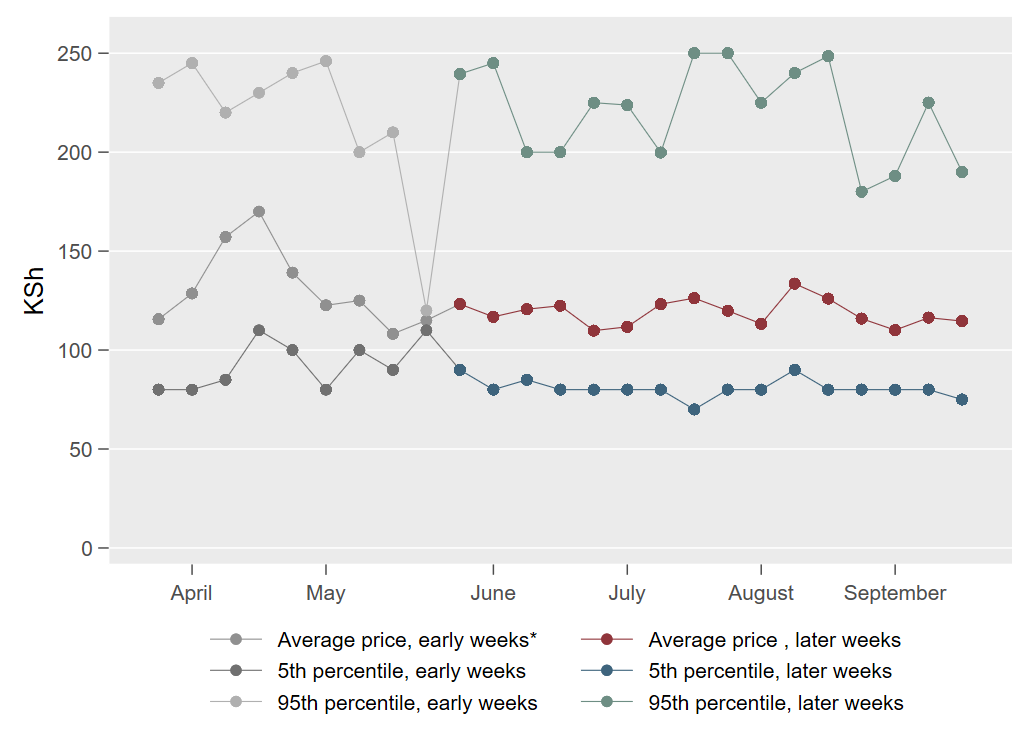 250
200
150
100
50
0
KSh
April May June July August September
Average price, early weeks* Average price , later weeks
5th percentile, early weeks 5th percentile, later weeks
95th percentile, early weeks 95th percentile, later weeks